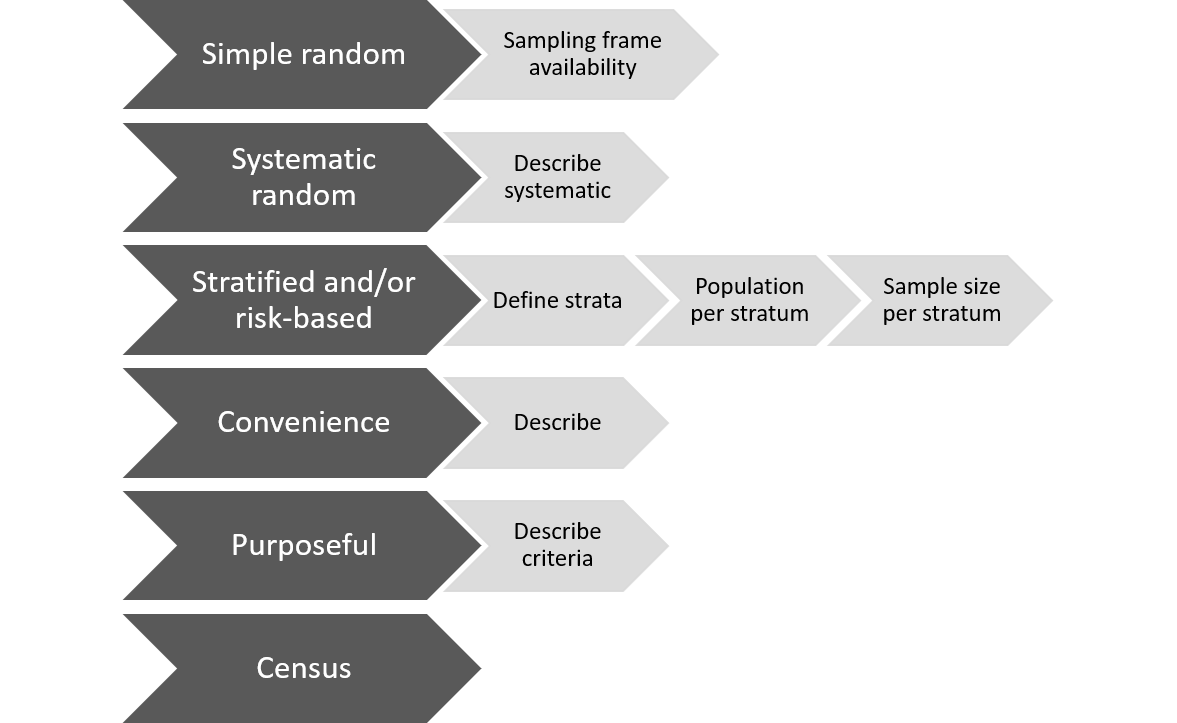 Simple random
Sampling frame
availability
Systematic
random
Describe
systematic
Stratified and/or
risk-based
Define strata
Population
per stratum
Sample size
per stratum
Convenience
Describe
Purposeful
Describe
criteria
Census